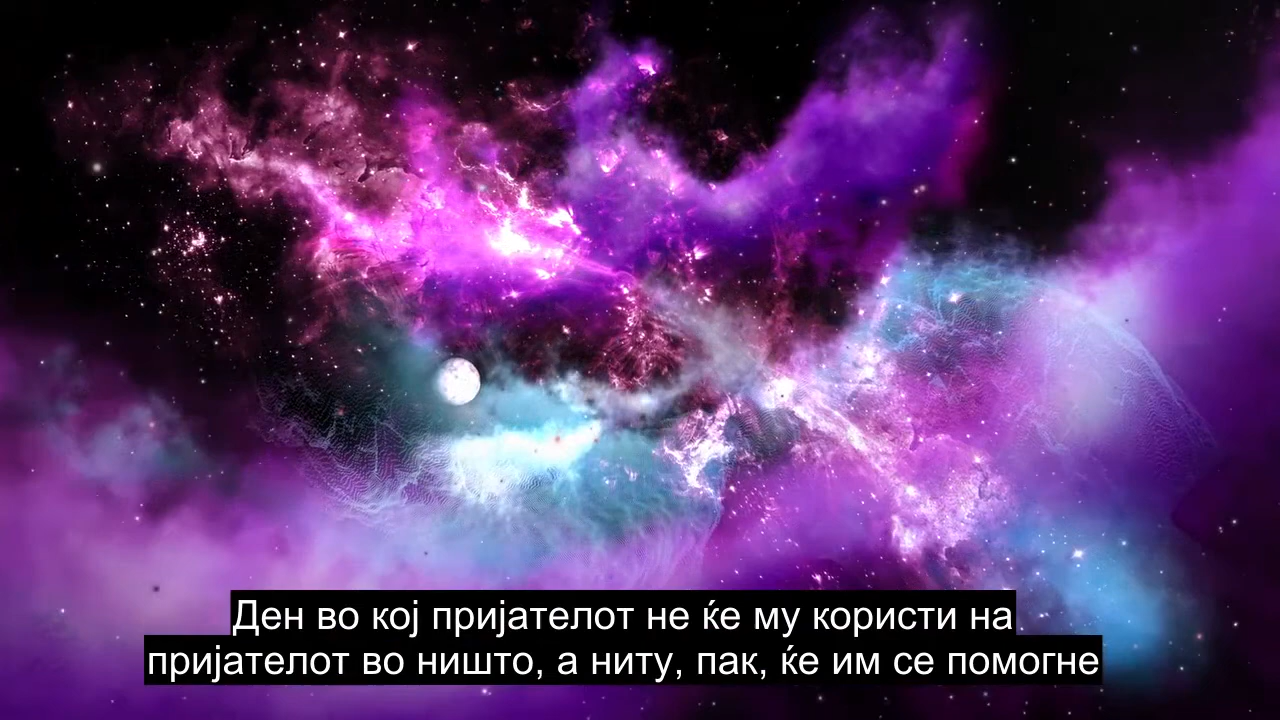 Ден во кој пријателот не ќе му користи на
пријателот во ништо, а ниту, пак, ќе им се помогне